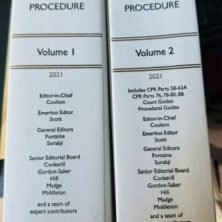 PROCEDURE
Volume 1
2021
Editor-in-Chief
Coulson
Emeritus Editor
Scott
General Editors
Fontaine
Sorabji
Senior Editorial Board
Cockerill
Gordon-Saker
Hill
Madge
Middleton
and a team of
expert contributors
PROCEDURE
Volume 2
2021
Includes CPR Parts 58-63A
CPR Parts 76, 78-80, 88
Court Guides
Procedural Guides
Editor-in-Chief
Coulson
Emeritus Editor
Scott
General Editors
Fontaine
Sorabji
Senior Editorial Board
Cockerill
Gordon-Saker
Hill
Madge
Middleton
and a team of